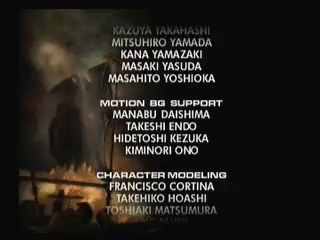 KAZUYA TAKAHASHI
MITSUHIRO YAMADA
KANA YAMAZAKI
MASAKI YASUDA
MASAHITO YOSHIOKA
MOTION BG SUPPORT
MANABU DAISHIMA
TAKESHI ENDO
HIDETOSHI KEZUKA
KIMINORI ONO
CHARACTER MODELING
FRANCISCO CORTINA
TAKEHIKO HOASHI
TOSHIAKI MATSUMURA